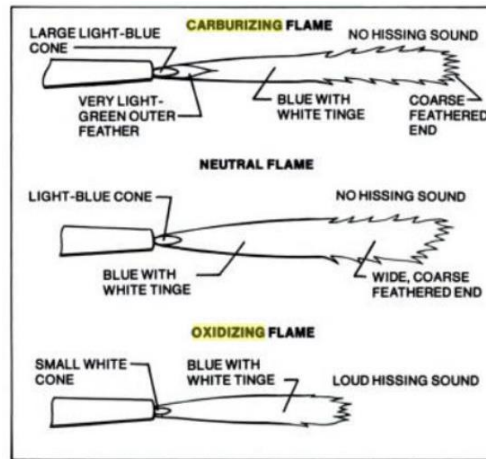 CARBURIZING FLAME
LARGE LIGHT-BLUE
CONE
NO HISSING SOUND
VERY LIGHT-
GREEN OUTER
FEATHER
BLUE WITH
WHITE TINGE
COARSE
FEATHERED
END
NEUTRAL FLAME
LIGHT-BLUE CONE
NO HISSING SOUND
BLUE WITH
WHITE TINGE
WIDE, COARSE
FEATHERED END
OXIDIZING FLAME
SMALL WHITE
CONE
BLUE WITH
WHITE TINGE
LOUD HISSING SOUND